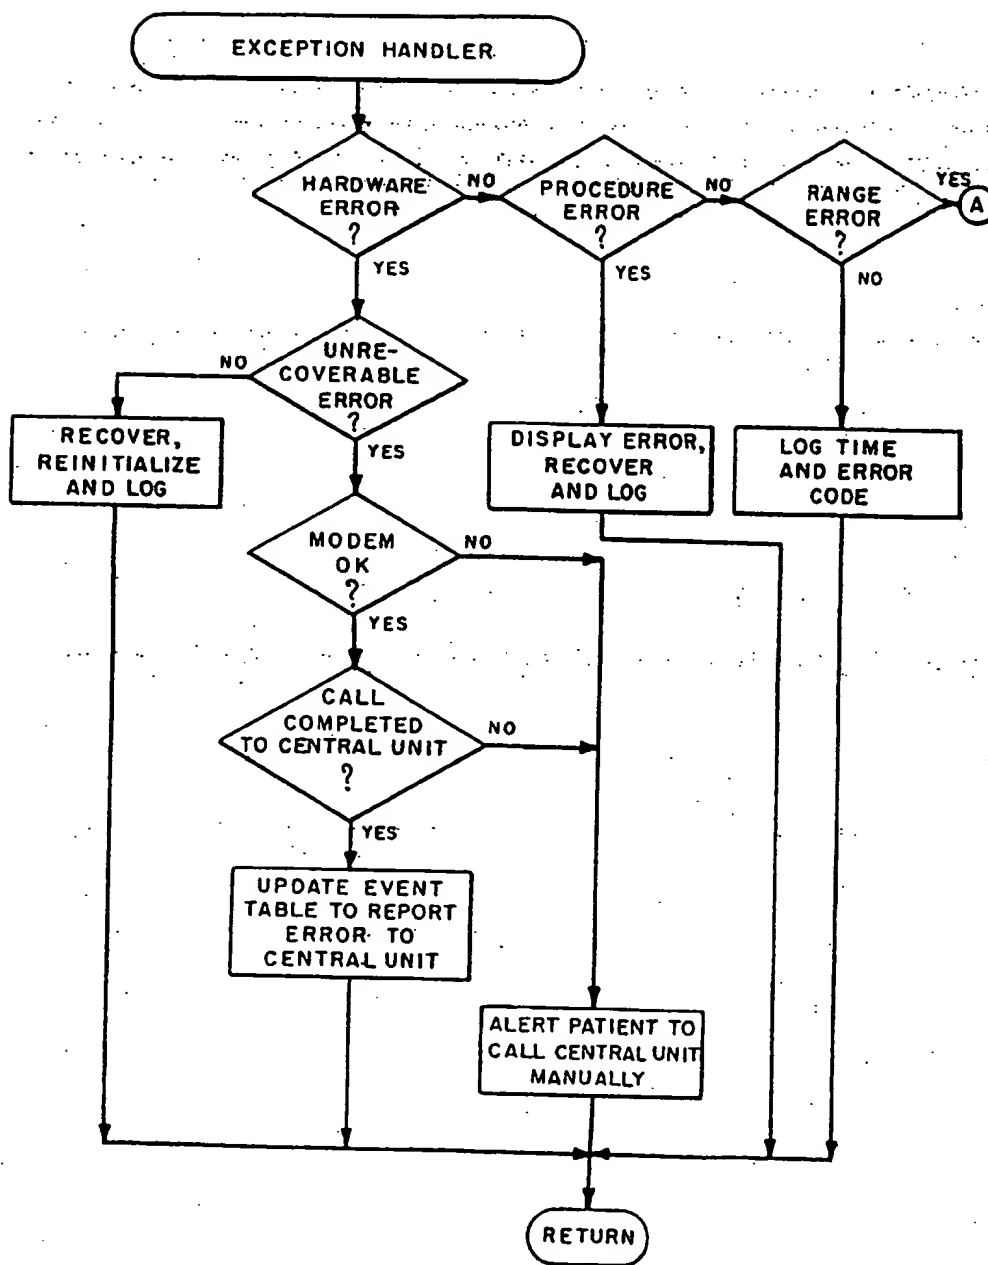 EXCEPTION HANDLER
HARDWARE
ERROR
?
NO
YES
PROCEDURE
ERROR
?
NO
YES
RANGE
ERROR
?
YES
A
NO
UNRE-
COVERABLE
ERROR
?
NO
YES
RECOVER,
REINITIALIZE
AND LOG
DISPLAY ERROR,
RECOVER
AND LOG
LOG TIME
AND ERROR
CODE
MODEM
OK
?
NO
YES
CALL
COMPLETED
TO CENTRAL UNIT
?
NO
YES
UPDATE EVENT
TABLE TO REPORT
ERROR TO
CENTRAL UNIT
ALERT PATIENT TO
CALL CENTRAL UNIT
MANUALLY
RETURN